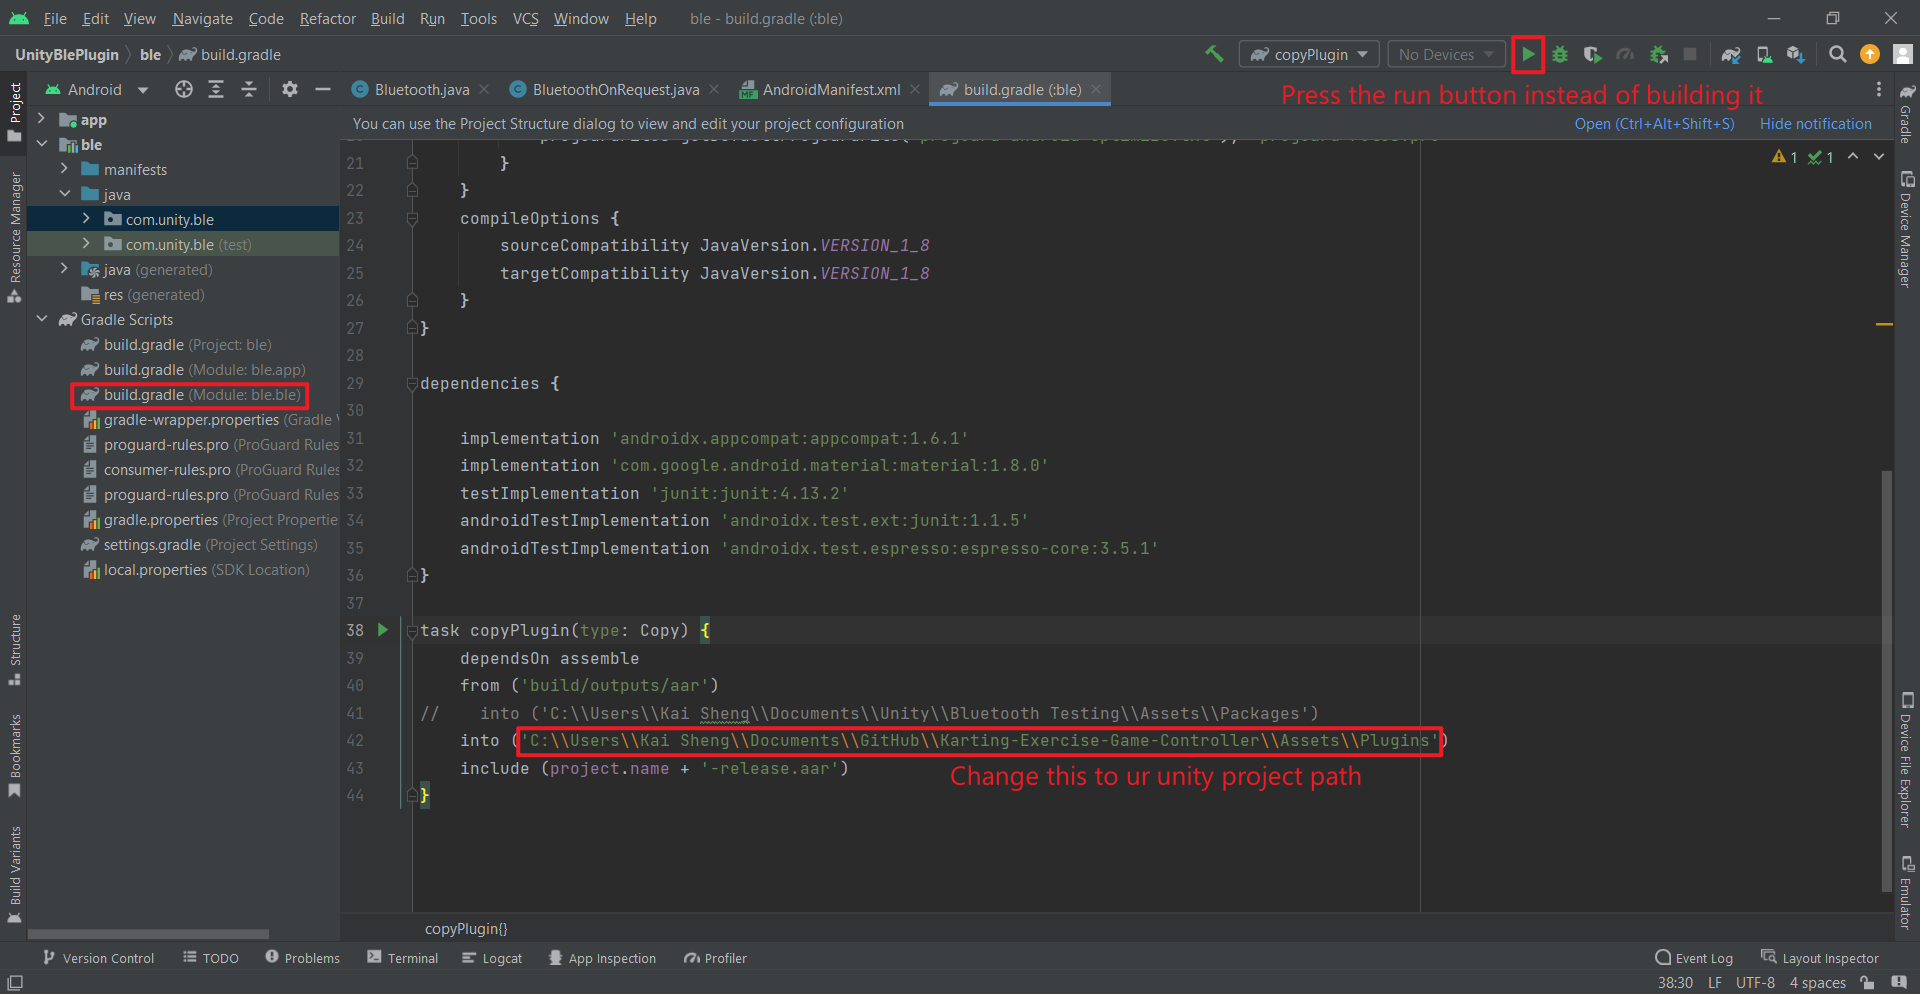 File Edit View Navigate Code Refactor Build Run Tools VCS Window Help ble - build.gradle (:ble)
UnityBlePlugin ble build.gradle copyPlugin No Devices
Project Android Bluetooth.java BluetoothOnRequest.java AndroidManifest.xml build.gradle (:ble)
Press the run button instead of building it
You can use the Project Structure dialog to view and edit your project configuration Open (Ctrl+Alt+Shift+S) Hide notification
app
ble
manifests
java
com.unity.ble
com.unity.ble (test)
java (generated)
res (generated)
Gradle Scripts
build.gradle (Project: ble)
build.gradle (Module: ble.app)
build.gradle (Module: ble.ble)
gradle-wrapper.properties (Gradle
proguard-rules.pro (ProGuard Rules
consumer-rules.pro (ProGuard Rules
proguard-rules.pro (ProGuard Rules
gradle.properties (Project Propertie
settings.gradle (Project Settings)
local.properties (SDK Location)
1 1
21 }
22 }
23 compileOptions {
24 sourceCompatibility JavaVersion.VERSION_1_8
25 targetCompatibility JavaVersion.VERSION_1_8
26 }
27 }
28
29 dependencies {
30
31 implementation 'androidx.appcompat:appcompat:1.6.1'
32 implementation 'com.google.android.material:material:1.8.0'
33 testImplementation 'junit:junit:4.13.2'
34 androidTestImplementation 'androidx.test.ext:junit:1.1.5'
35 androidTestImplementation 'androidx.test.espresso:espresso-core:3.5.1'
36 }
37
38 task copyPlugin(type: Copy) {
39 dependsOn assemble
40 from ('build/outputs/aar')
41 // into ('C:\\Users\\Kai Sheng\\Documents\\Unity\\Bluetooth Testing\\Assets\\Packages')
42 into ('C:\\Users\\Kai Sheng\\Documents\\GitHub\\Karting-Exercise-Game-Controller\\Assets\\Plugins')
43 include (project.name + '-release.aar')
44 }
Change this to ur unity project path
copyPlugin{}
Resource Manager
Structure
Bookmarks
Build Variants
Gradle
Device Manager
Device File Explorer
Emulator
Version Control TODO Problems Terminal Logcat App Inspection Profiler Event Log Layout Inspector
38:30 LF UTF-8 4 spaces